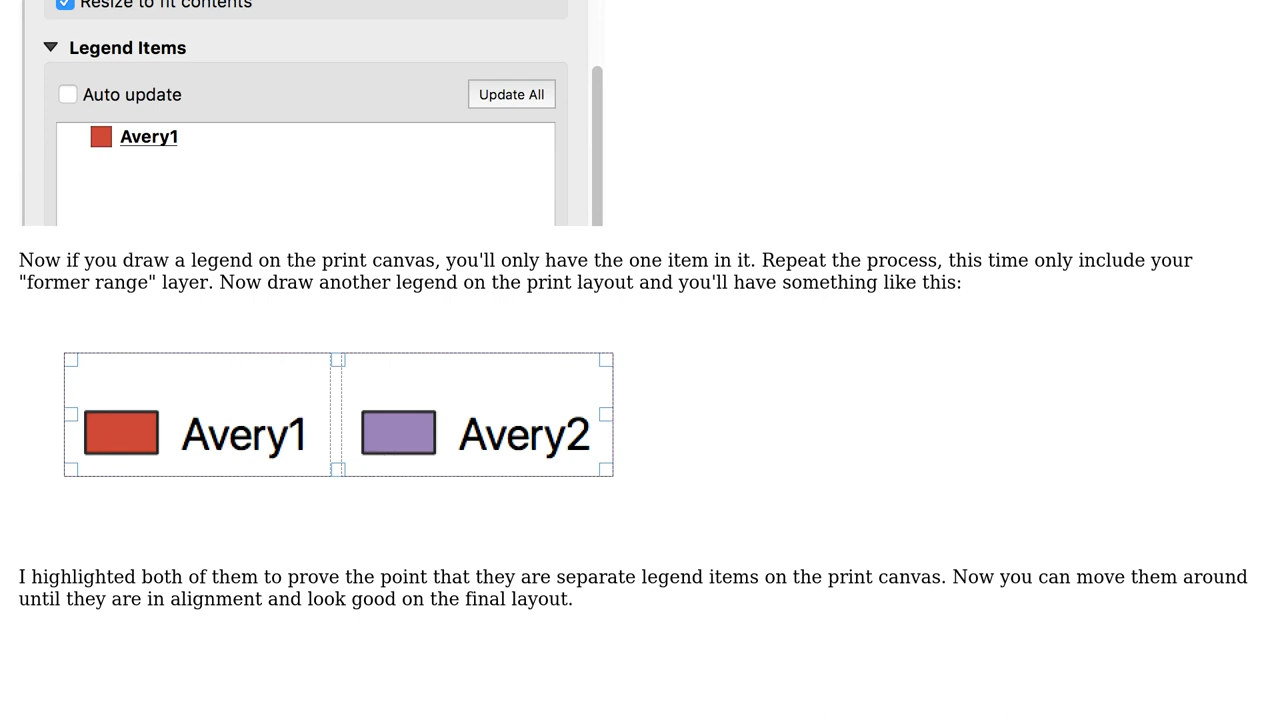 Resize to fit contents
Legend Items
Auto update
Update All
Avery1
Now if you draw a legend on the print canvas, you'll only have the one item in it. Repeat the process, this time only include your
"former range" layer. Now draw another legend on the print layout and you'll have something like this:
Avery1 Avery2
I highlighted both of them to prove the point that they are separate legend items on the print canvas. Now you can move them around
until they are in alignment and look good on the final layout.